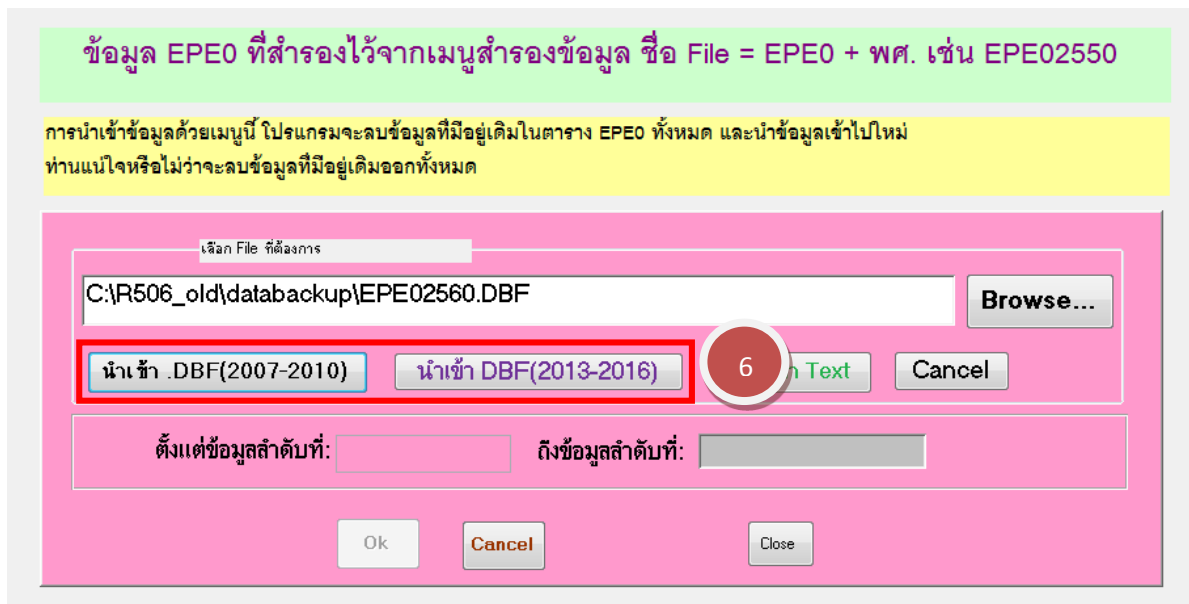 ข้อมูล EPE0 ที่สำรองไว้จากเมนูสำรองข้อมูล ชื่อ File = EPE0 + พศ. เช่น EPE02550
การนำเข้าข้อมูลด้วยเมนูนี้ โปรแกรมจะลบข้อมูลที่มีอยู่เดิมในตาราง EPE0 ทั้งหมด และนำข้อมูลเข้าไปใหม่
ท่านแน่ใจหรือไม่ว่าจะลบข้อมูลที่มีอยู่เดิมออกทั้งหมด
เลือก File ที่ต้องการ
C:\R506_old\databackup\EPE02560.DBF
Browse...
นำเข้า .DBF(2007-2010)
นำเข้า DBF(2013-2016)
6
Text
Cancel
ตั้งแต่ข้อมูลลำดับที่:
ถึงข้อมูลลำดับที่:
Ok
Cancel
Close